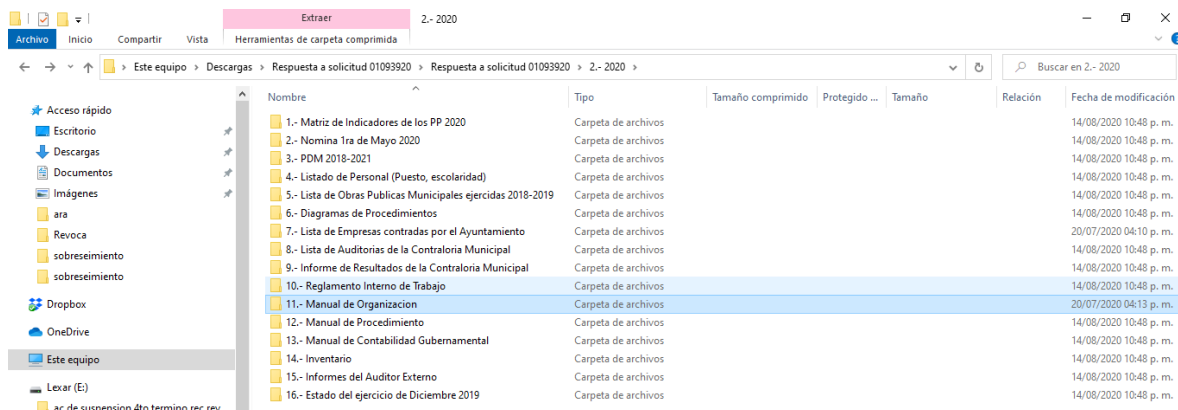 Extraer 2.- 2020
Archivo Inicio Compartir Vista Herramientas de carpeta comprimida
Este equipo › Descargas › Respuesta a solicitud 01093920 › Respuesta a solicitud 01093920 › 2.- 2020 › Buscar en 2.- 2020
Nombre Tipo Tamaño comprimido Protegido ... Tamaño Relación Fecha de modificación
Acceso rápido
Escritorio
Descargas
Documentos
Imágenes
ara
Revoca
sobreseimiento
sobreseimiento
Dropbox
OneDrive
Este equipo
Lexar (E:)
ac de suspension 4to termino rec rev
1.- Matriz de Indicadores de los PP 2020 Carpeta de archivos 14/08/2020 10:48 p. m.
2.- Nomina 1ra de Mayo 2020 Carpeta de archivos 14/08/2020 10:48 p. m.
3.- PDM 2018-2021 Carpeta de archivos 14/08/2020 10:48 p. m.
4.- Listado de Personal (Puesto, escolaridad) Carpeta de archivos 14/08/2020 10:48 p. m.
5.- Lista de Obras Publicas Municipales ejercidas 2018-2019 Carpeta de archivos 14/08/2020 10:48 p. m.
6.- Diagramas de Procedimientos Carpeta de archivos 14/08/2020 10:48 p. m.
7.- Lista de Empresas contradas por el Ayuntamiento Carpeta de archivos 20/07/2020 04:10 p. m.
8.- Lista de Auditorias de la Contraloria Municipal Carpeta de archivos 14/08/2020 10:48 p. m.
9.- Informe de Resultados de la Contraloria Municipal Carpeta de archivos 14/08/2020 10:48 p. m.
10.- Reglamento Interno de Trabajo Carpeta de archivos 14/08/2020 10:48 p. m.
11.- Manual de Organizacion Carpeta de archivos 20/07/2020 04:13 p. m.
12.- Manual de Procedimiento Carpeta de archivos 14/08/2020 10:48 p. m.
13.- Manual de Contabilidad Gubernamental Carpeta de archivos 14/08/2020 10:48 p. m.
14.- Inventario Carpeta de archivos 14/08/2020 10:48 p. m.
15.- Informes del Auditor Externo Carpeta de archivos 14/08/2020 10:48 p. m.
16.- Estado del ejercicio de Diciembre 2019 Carpeta de archivos 14/08/2020 10:48 p. m.